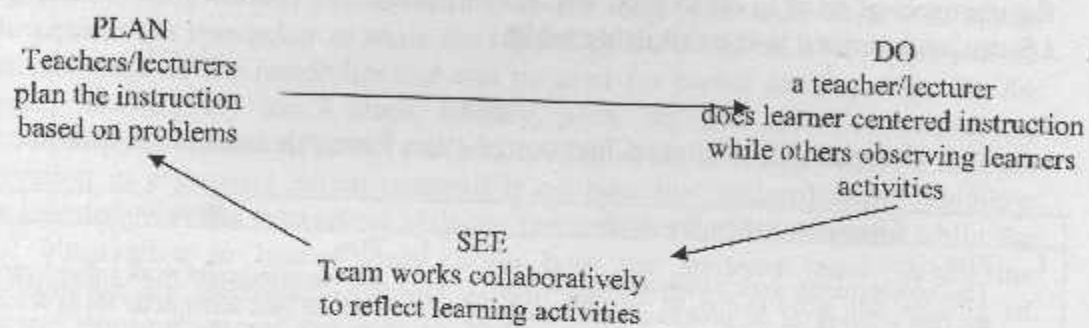 PLAN
Teachers/lecturers
plan the instruction
based on problems
DO
a teacher/lecturer
does learner centered instruction
while others observing learners
activities
SEE
Team works collaboratively
to reflect learning activities